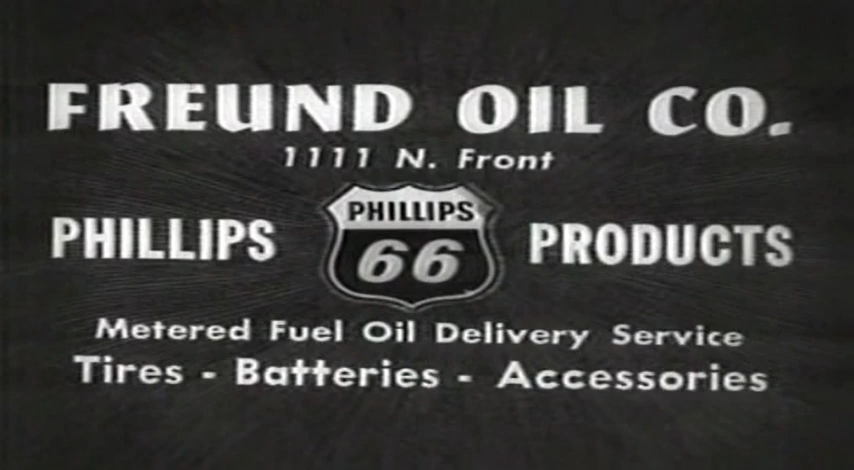 FREUND OIL CO.
1111 N. Front
PHILLIPS PHILLIPS 66 PRODUCTS
Metered Fuel Oil Delivery Service
Tires - Batteries - Accessories